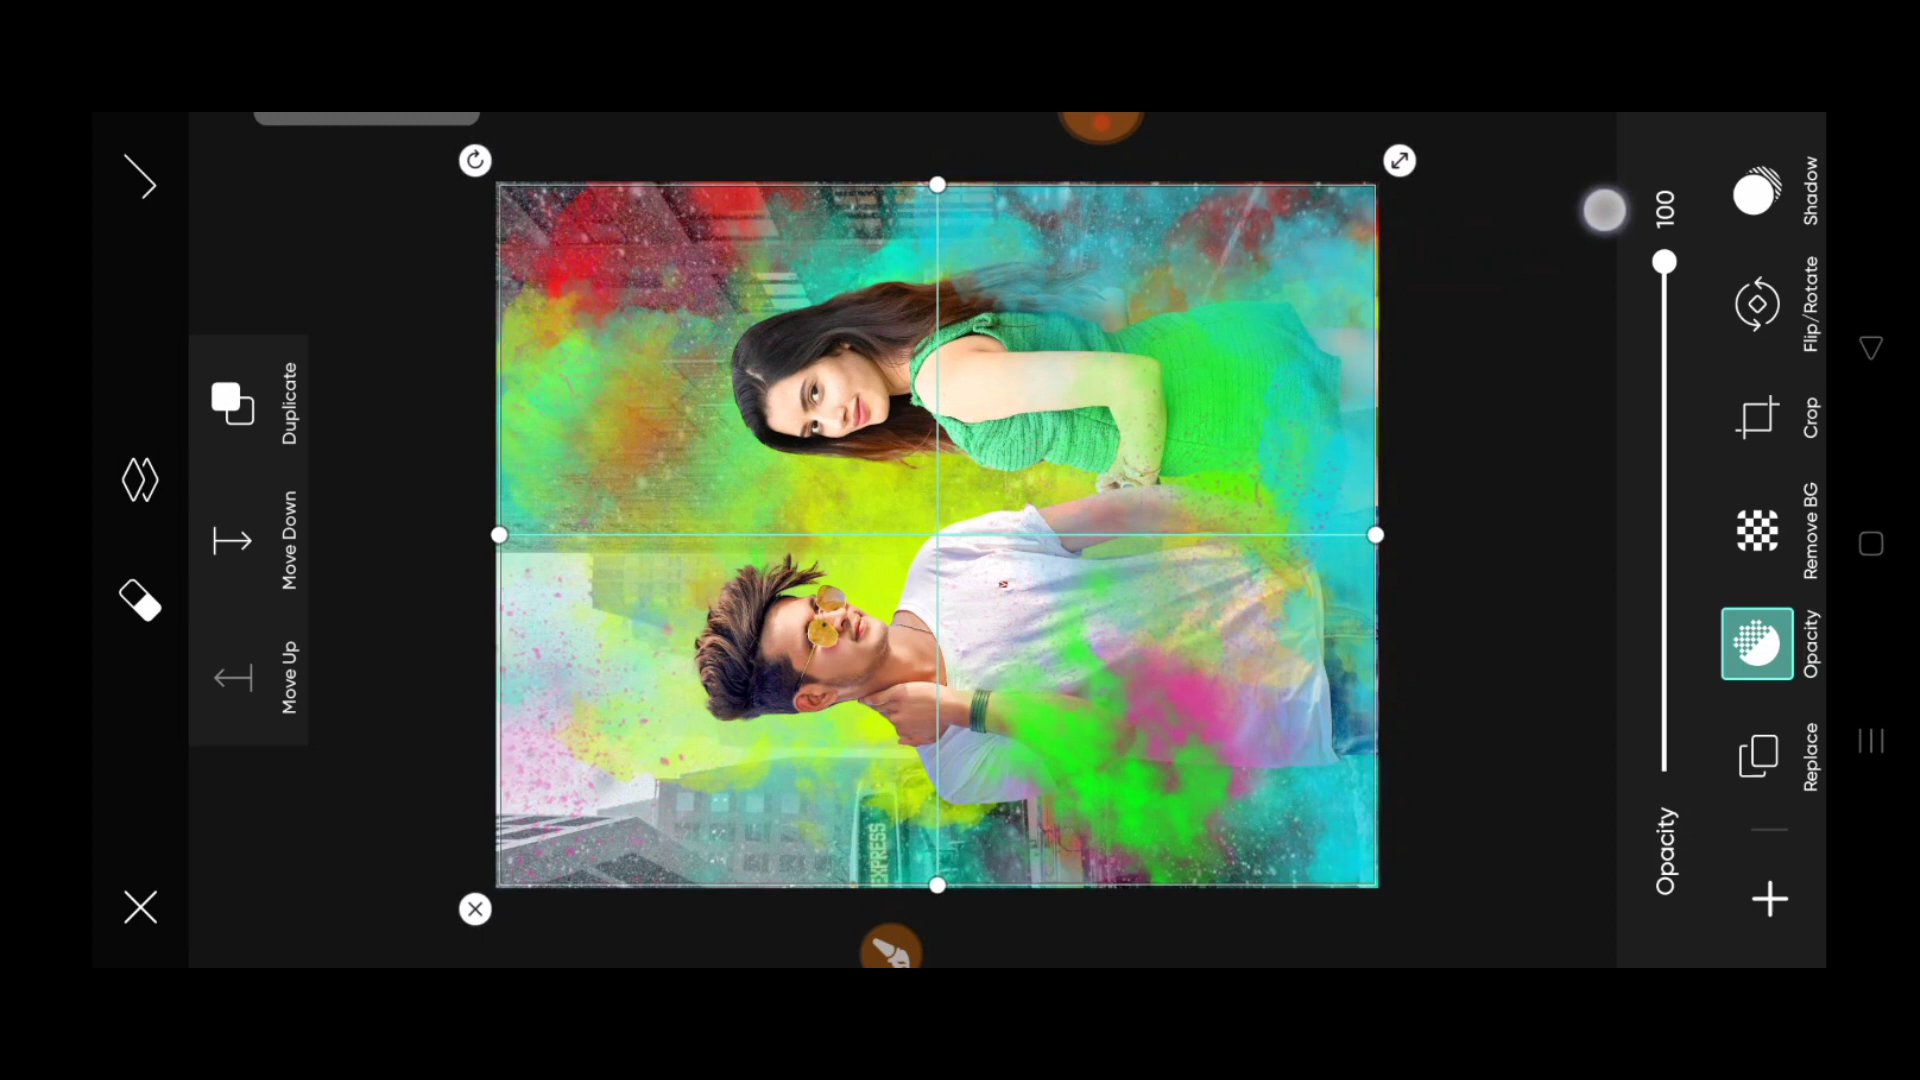 EXPRESS
Duplicate
Move Down
Move Up
Opacity
100
Replace
Opacity
Remove BG
Crop
Flip/Rotate
Shadow